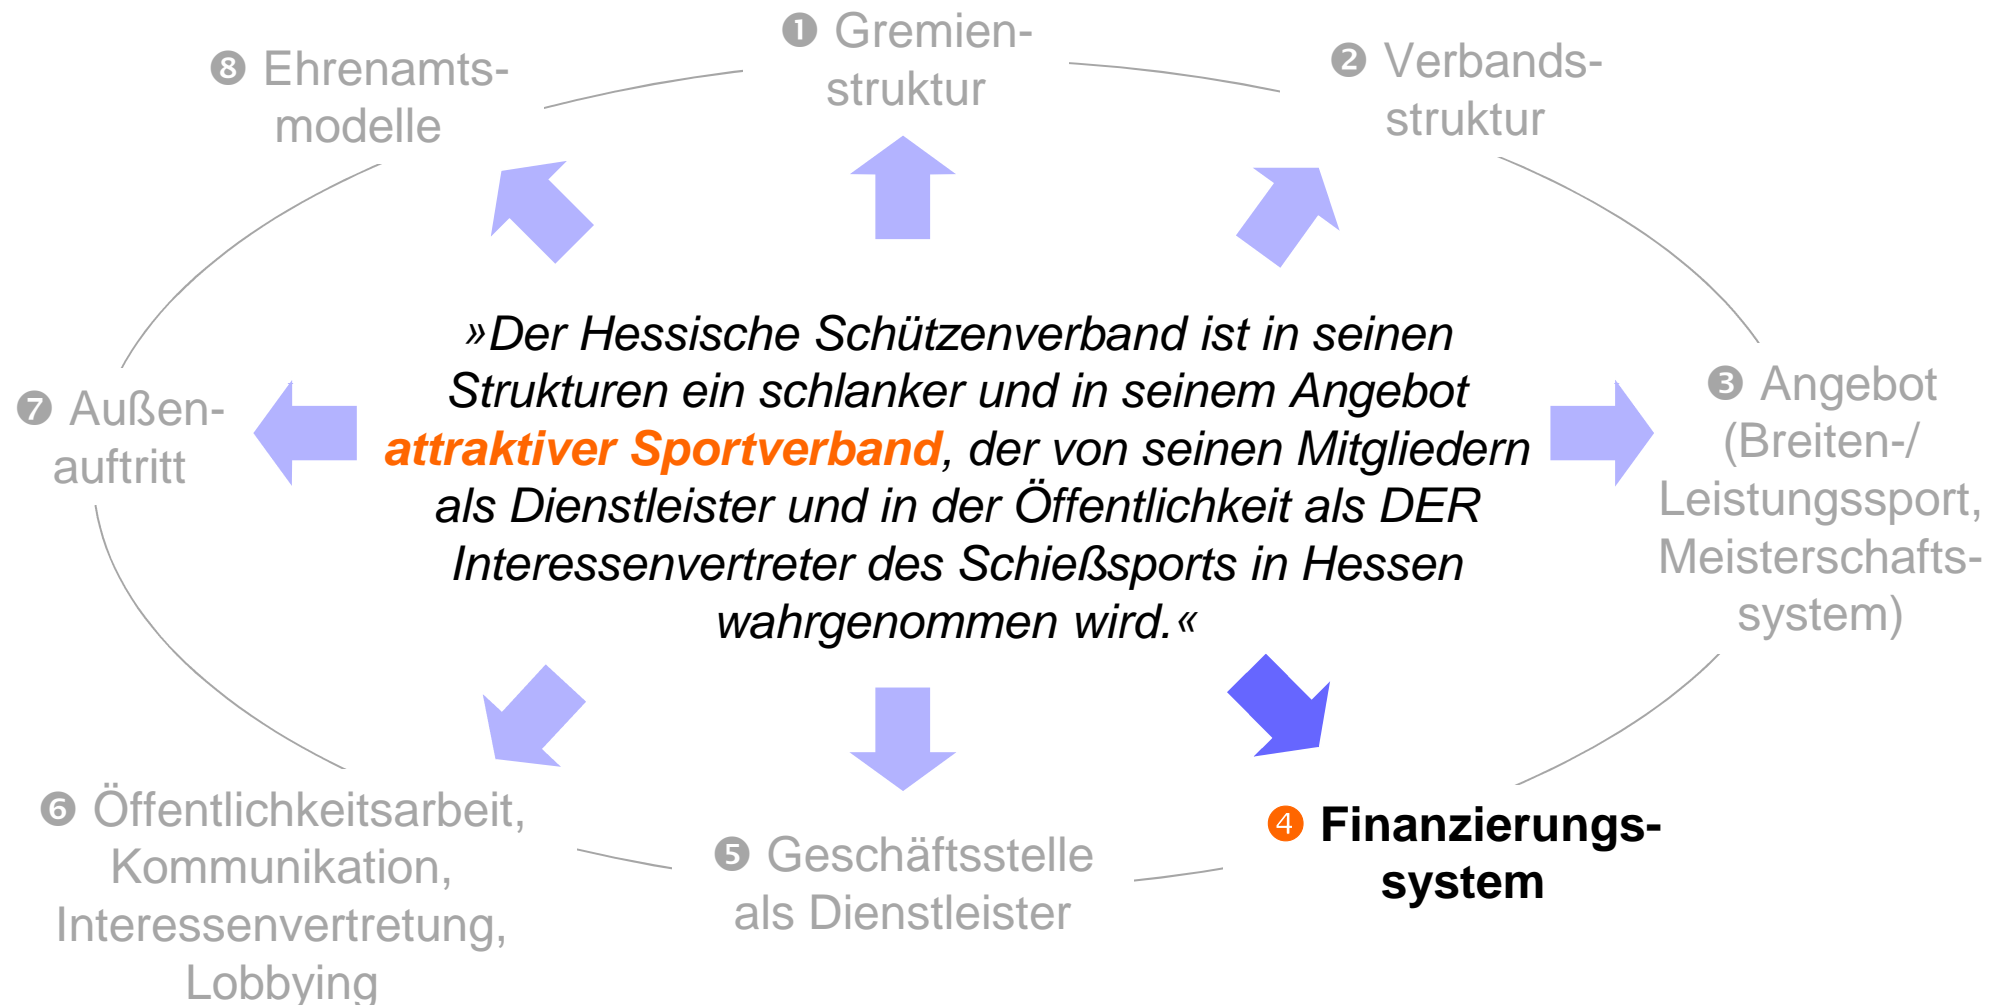 ❶ Gremien-
struktur
❷ Verbands-
struktur
❸ Angebot
(Breiten-/
Leistungssport,
Meisterschafts-
system)
❹ Finanzierungs-
system
❺ Geschäftsstelle
als Dienstleister
❻ Öffentlichkeitsarbeit,
Kommunikation,
Interessenvertretung,
Lobbying
❼ Außen-
auftritt
❽ Ehrenamts-
modelle
»Der Hessische Schützenverband ist in seinen
Strukturen ein schlanker und in seinem Angebot
attraktiver Sportverband, der von seinen Mitgliedern
als Dienstleister und in der Öffentlichkeit als DER
Interessenvertreter des Schießsports in Hessen
wahrgenommen wird.«